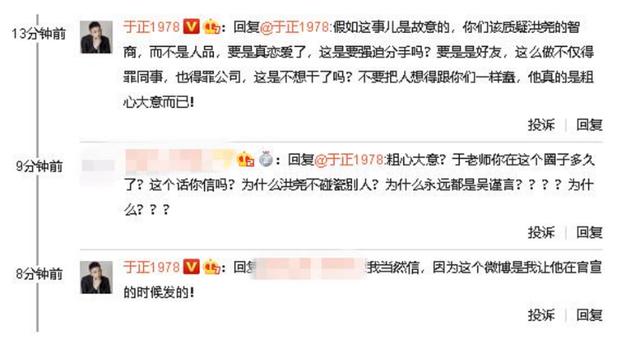 13分钟前
于正1978：回复@于正1978:假如这事儿是故意的，你们该质疑洪尧的智
商，而不是人品，要是真恋爱了，这是要强迫分手吗？要是是好友，这么做不仅得
罪同事，也得罪公司，这是不想干了吗？不要把人想得跟你们一样蠢，他真的是粗
心大意而已！
投诉 | 回复
9分钟前
：回复@于正1978:粗心大意？于老师你在这个圈子多久
了？这个话你信吗？为什么洪尧不碰瓷别人？为什么永远都是吴谨言？？？？为什
么？？？
投诉 | 回复
8分钟前
于正1978：回复 我当然信，因为这个微博是我让他在官宣
的时候发的！
投诉 | 回复